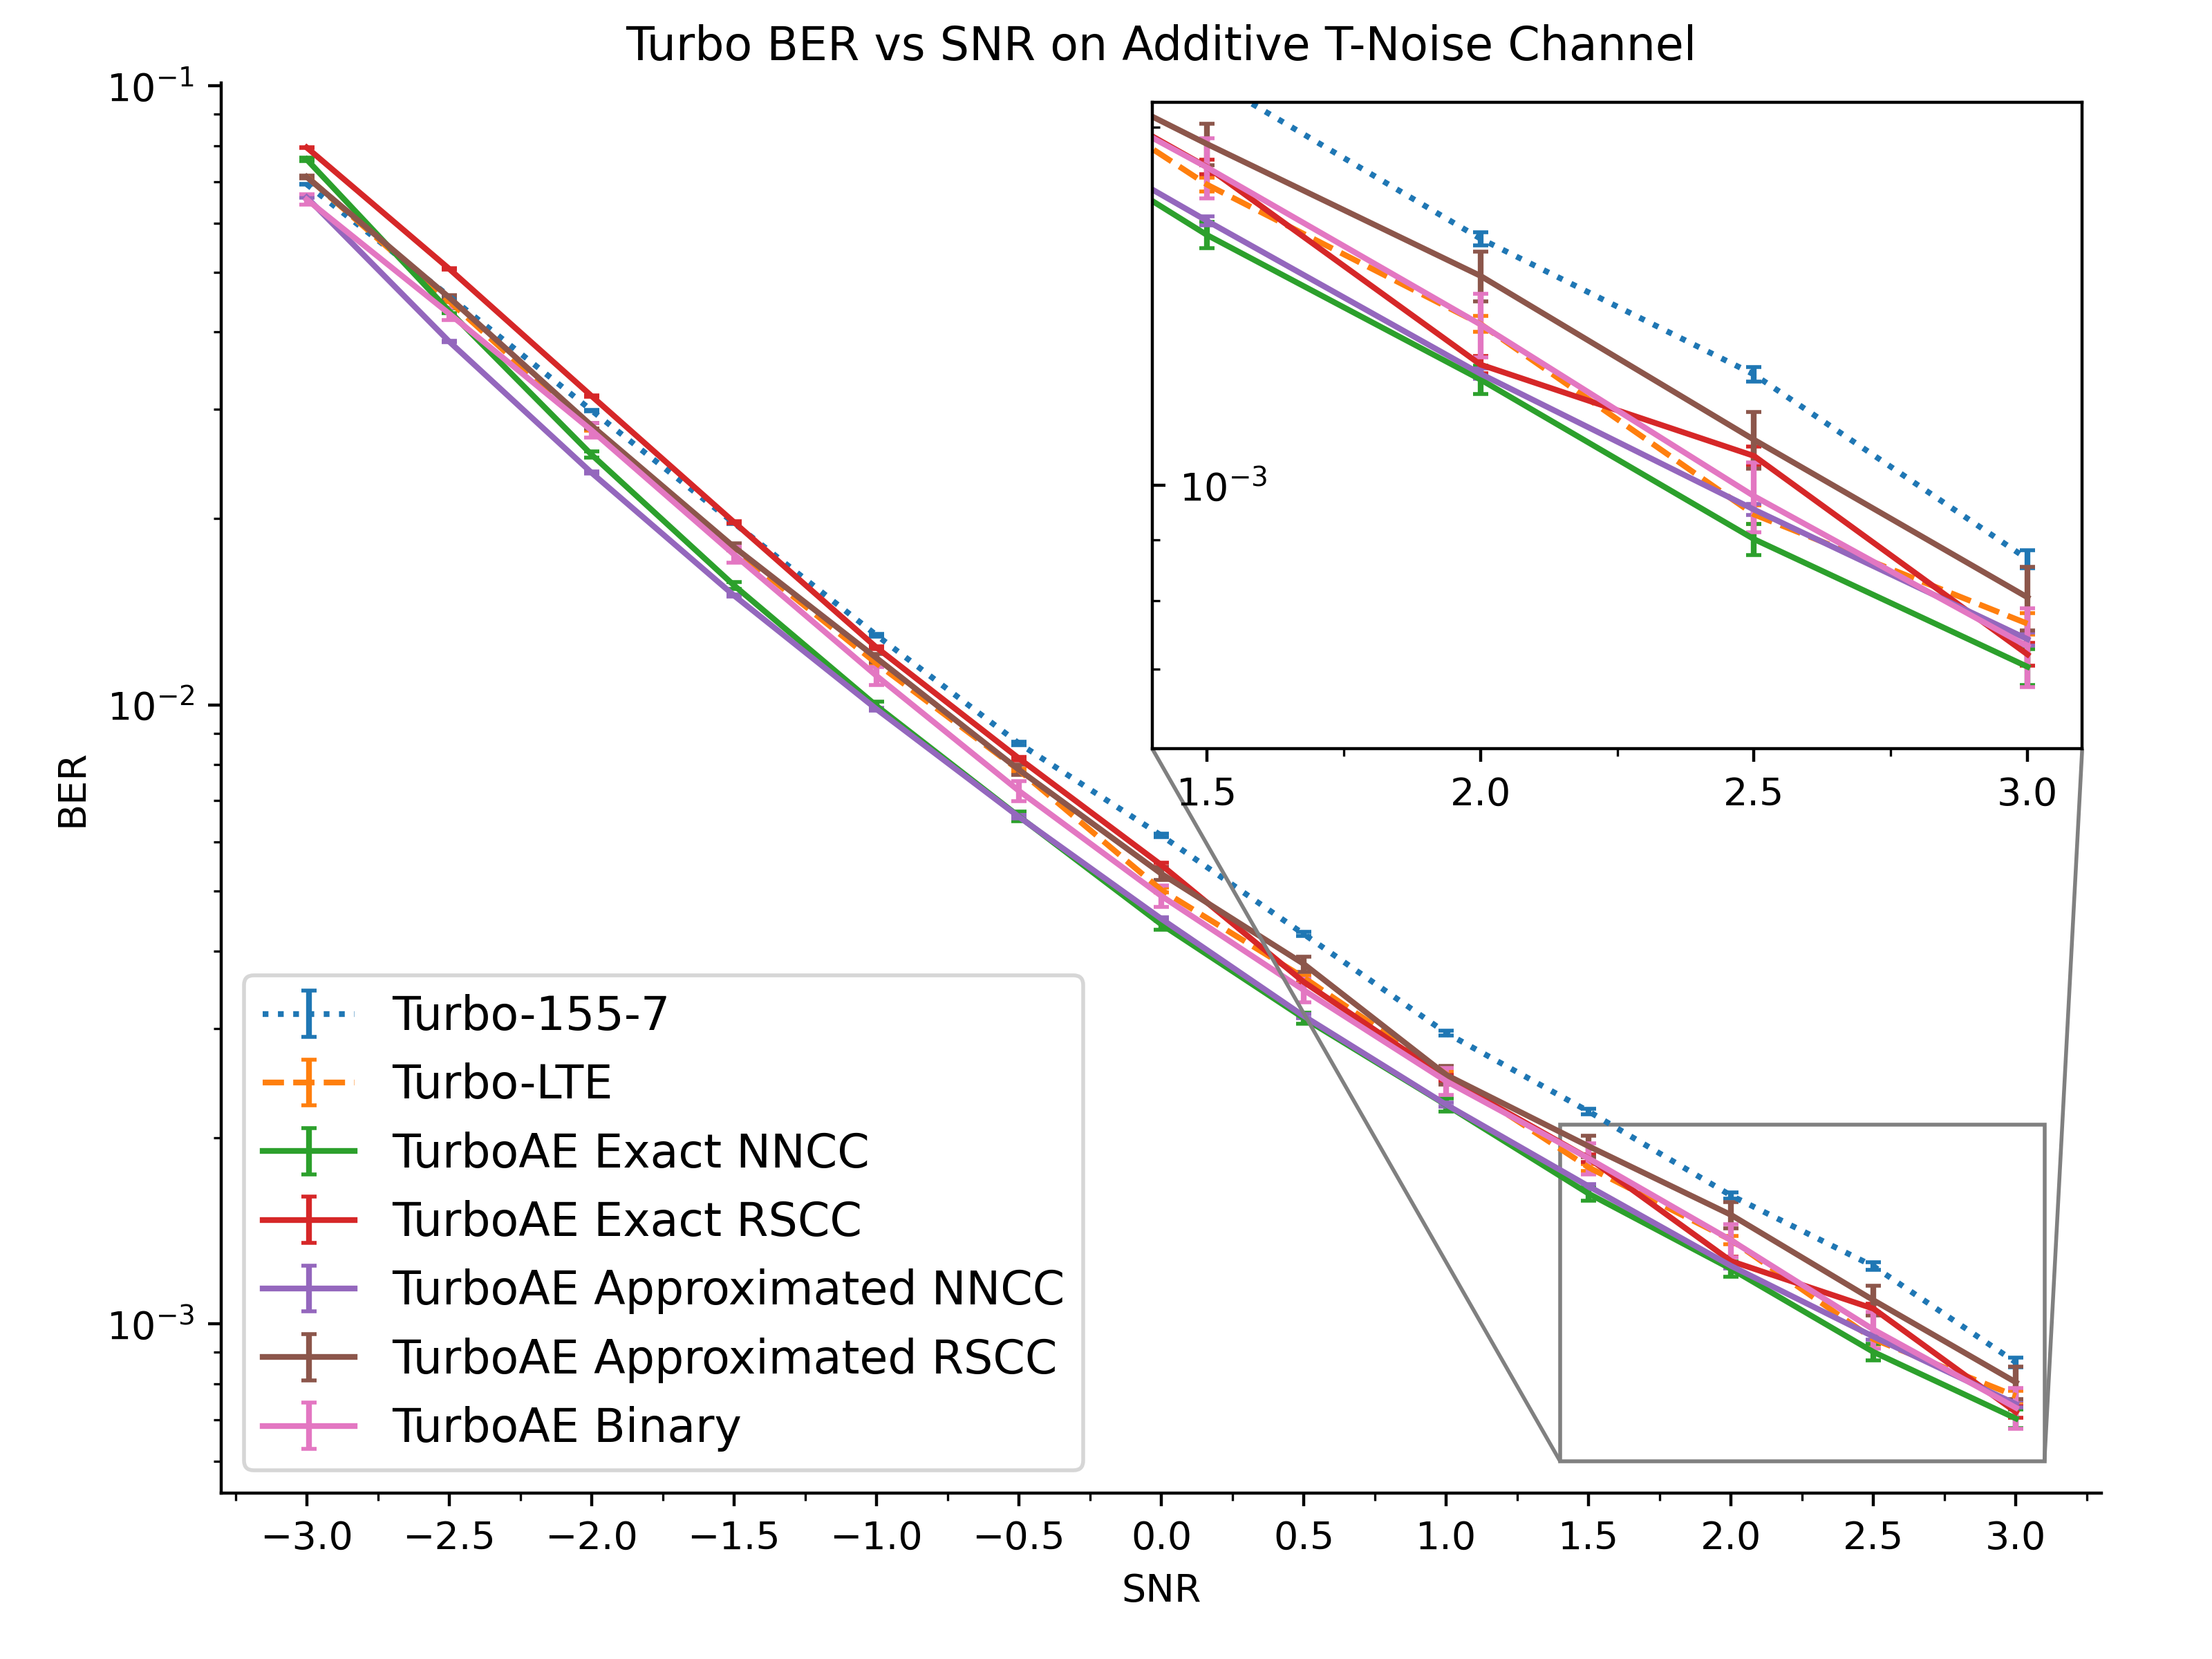 Turbo BER vs SNR on Additive T-Noise Channel
10⁻¹
10⁻²
10⁻³
BER
10⁻³
1.5 2.0 2.5 3.0
Turbo-155-7
Turbo-LTE
TurboAE Exact NNCC
TurboAE Exact RSCC
TurboAE Approximated NNCC
TurboAE Approximated RSCC
TurboAE Binary
−3.0 −2.5 −2.0 −1.5 −1.0 −0.5 0.0 0.5 1.0 1.5 2.0 2.5 3.0
SNR